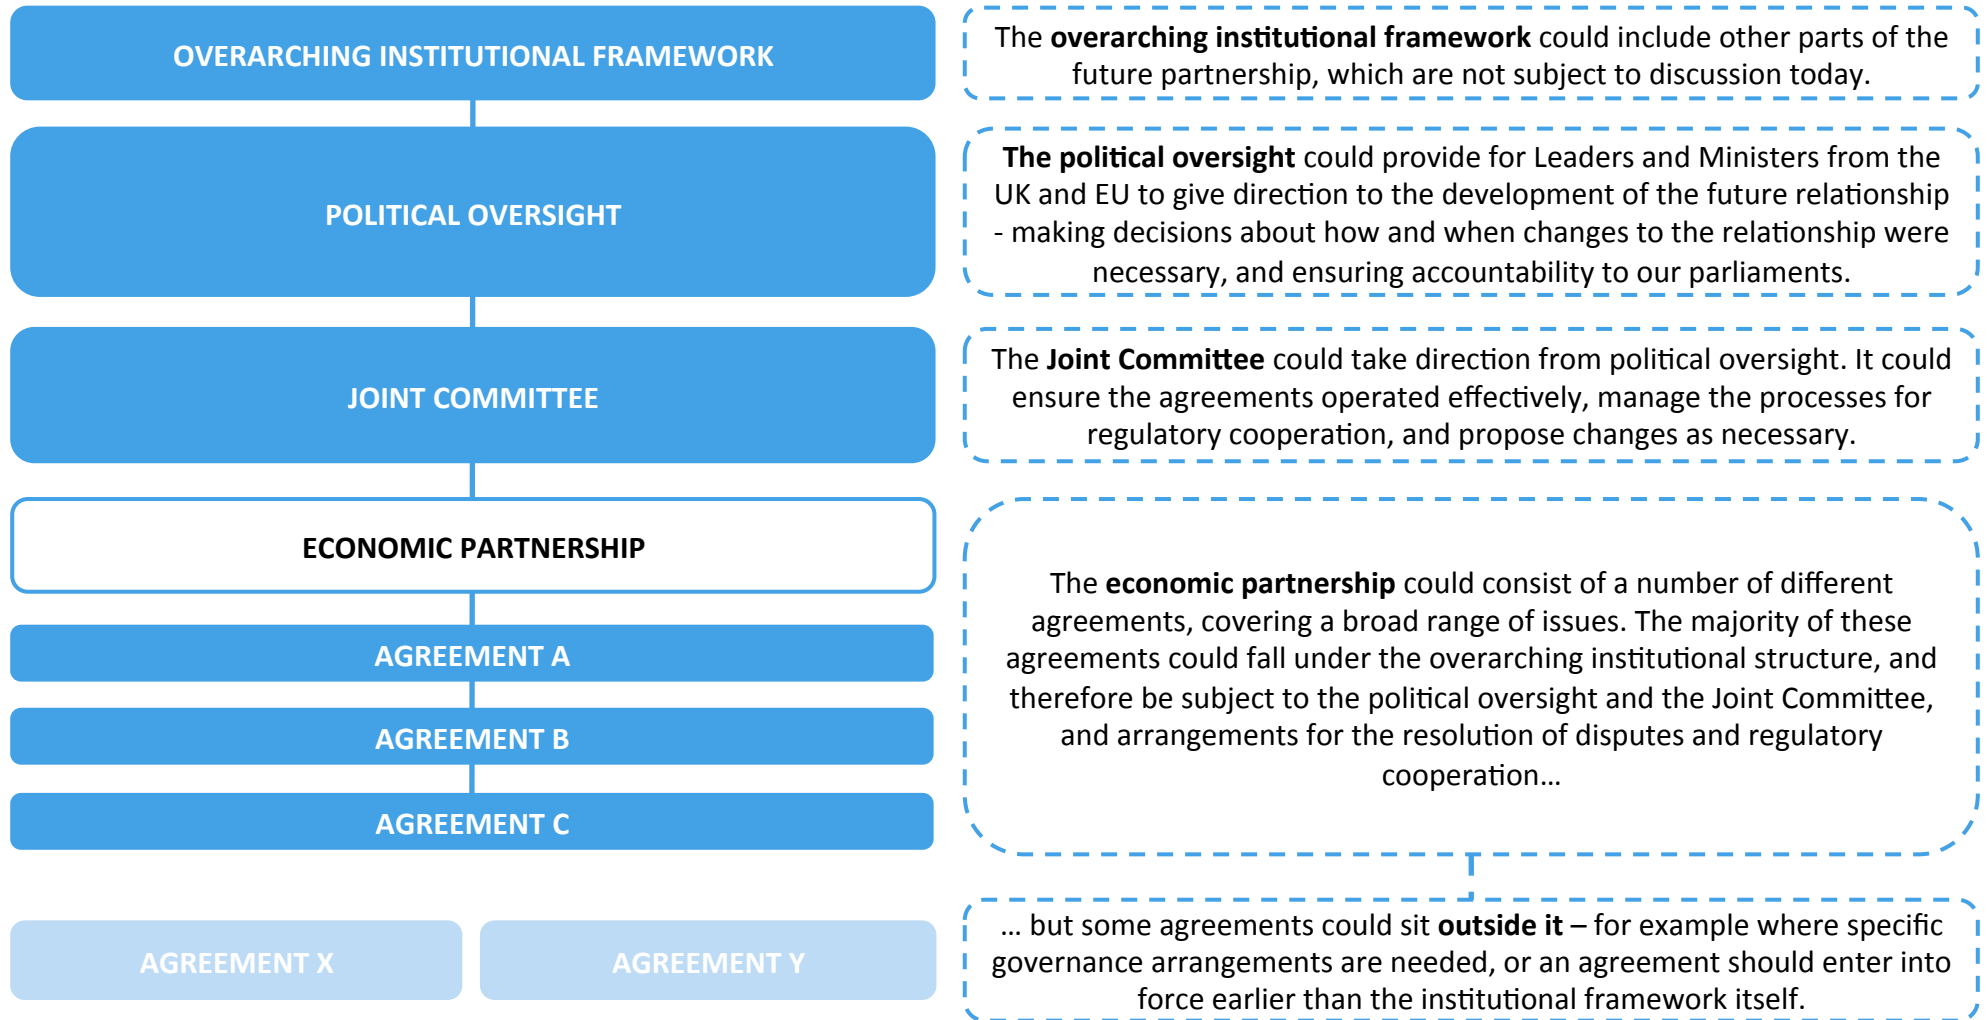 OVERARCHING INSTITUTIONAL FRAMEWORK
The overarching institutional framework could include other parts of the
future partnership, which are not subject to discussion today.
POLITICAL OVERSIGHT
The political oversight could provide for Leaders and Ministers from the
UK and EU to give direction to the development of the future relationship
- making decisions about how and when changes to the relationship were
necessary, and ensuring accountability to our parliaments.
JOINT COMMITTEE
The Joint Committee could take direction from political oversight. It could
ensure the agreements operated effectively, manage the processes for
regulatory cooperation, and propose changes as necessary.
ECONOMIC PARTNERSHIP
AGREEMENT A
AGREEMENT B
AGREEMENT C
The economic partnership could consist of a number of different
agreements, covering a broad range of issues. The majority of these
agreements could fall under the overarching institutional structure, and
therefore be subject to the political oversight and the Joint Committee,
and arrangements for the resolution of disputes and regulatory
cooperation…
AGREEMENT X
AGREEMENT Y
… but some agreements could sit outside it – for example where specific
governance arrangements are needed, or an agreement should enter into
force earlier than the institutional framework itself.